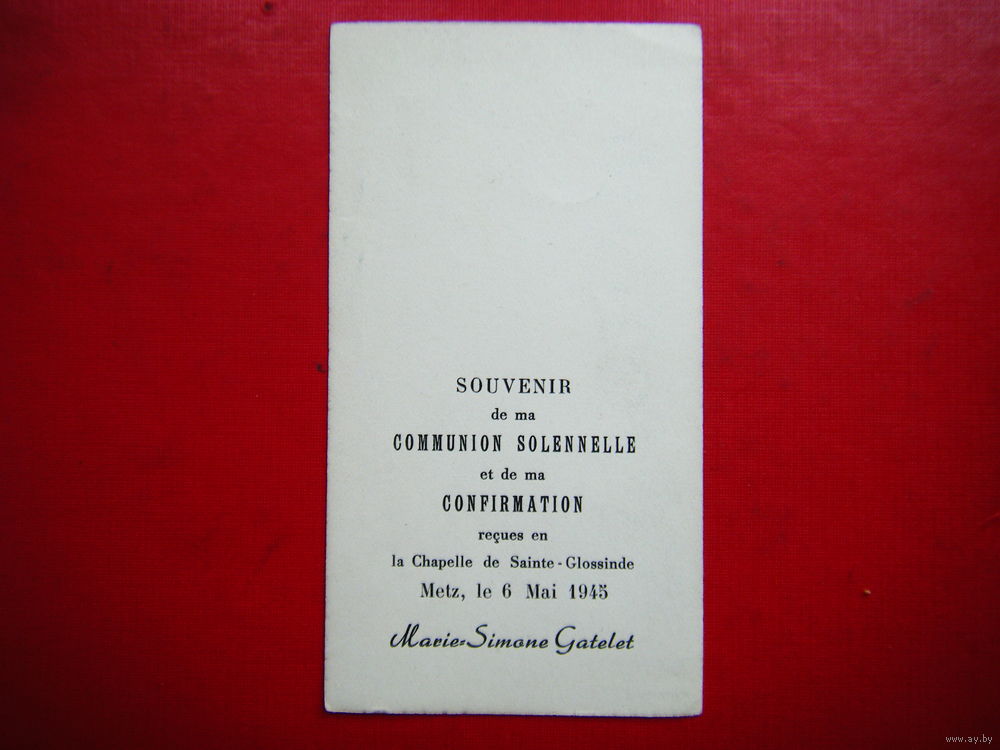 SOUVENIR
de ma
COMMUNION SOLENNELLE
et de ma
CONFIRMATION
reçues en
la Chapelle de Sainte-Glossinde
Metz, le 6 Mai 1945
Marie-Simone Gatelet
www.ay.by